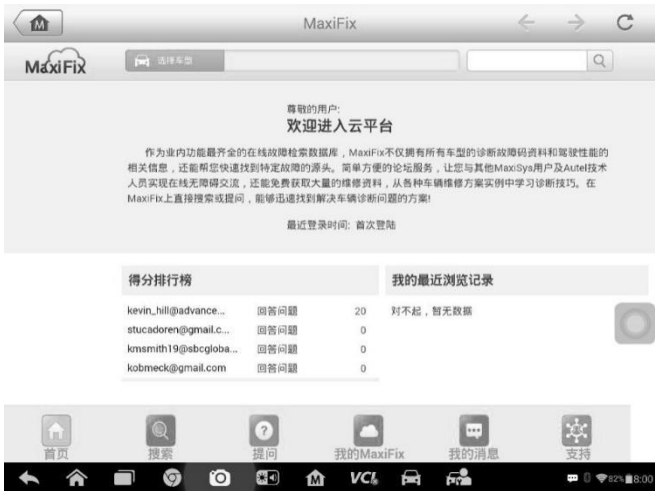 MaxiFix
MaxiFix
选择车型
尊敬的用户:
欢迎进入云平台
作为业内功能最齐全的在线故障检索数据库，MaxiFix不仅拥有所有车型的诊断故障码资料和驾驶性能的
相关信息，还能帮您快速找到特定故障的源头。简单方便的论坛服务，让您与其他MaxiSys用户及Autel技术
人员实现在线无障碍交流，还能免费获取大量的维修资料，从各种车辆维修方案实例中学习诊断技巧。在
MaxiFix上直接搜索或提问，能够迅速找到解决车辆诊断问题的方案!
最近登录时间: 首次登陆
得分排行榜
kevin_hill@advance... 回答问题 20
stucadoren@gmail.c... 回答问题 0
kmsmith19@sbcgloba... 回答问题 0
kobmeck@gmail.com 回答问题 0
我的最近浏览记录
对不起，暂无数据
首页 搜索 提问 我的MaxiFix 我的消息 支持
VCI 82% 8:00